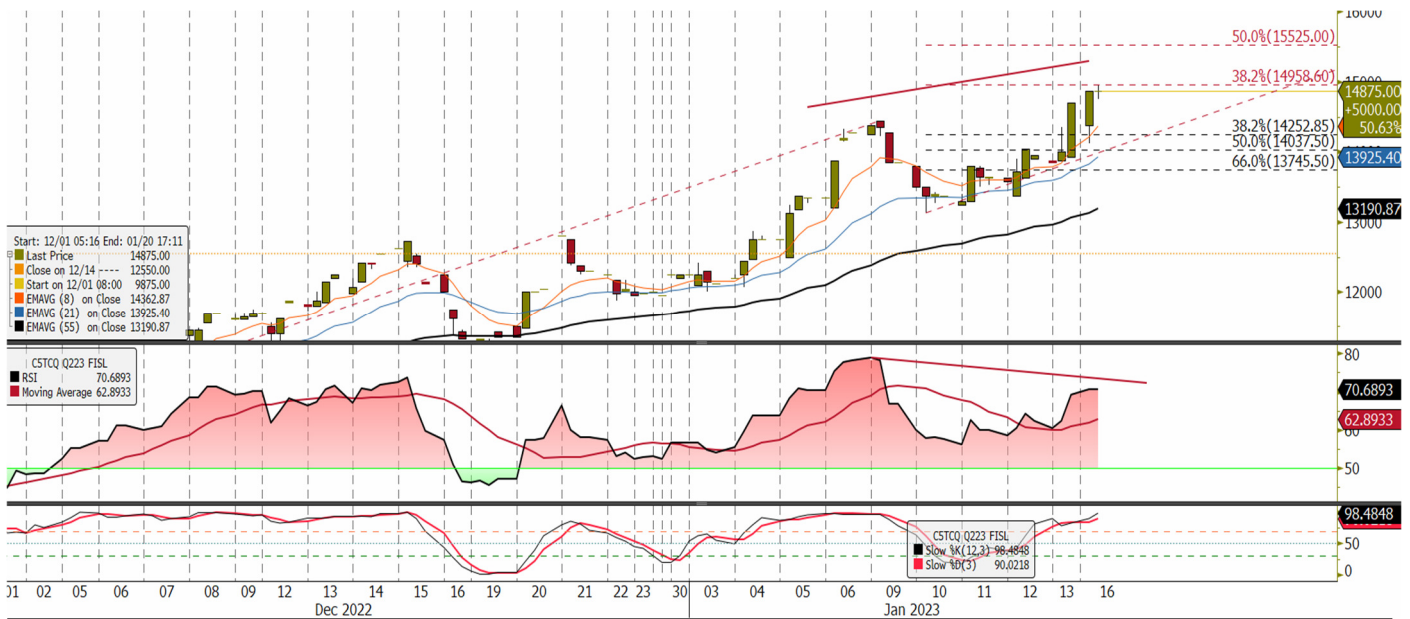 16000
50.0%(15525.00)
38.2%(14958.60)
15000
14875.00
+5000.00
50.63%
38.2%(14252.85)
50.0%(14037.50)
66.0%(13745.50)
13925.40
13190.87
13000
12000
Start: 12/01 05:16 End: 01/20 17:11
Last Price 14875.00
Close on 12/14 ---- 12550.00
Start on 12/01 08:00 9875.00
EMAVG (8) on Close 14362.87
EMAVG (21) on Close 13925.40
EMAVG (55) on Close 13190.87
C5TCQ Q223 FISL
RSI 70.6893
Moving Average 62.8933
80
70.6893
62.8933
60
50
98.4848
50
0
C5TCQ Q223 FISL
Slow %K(12,3) 98.4848
Slow %D(3) 90.0218
01 02 05 06 07 08 09 12 13 14 15 16 19 20 21 22 23 30 03 04 05 06 09 10 11 12 13 16
Dec 2022 Jan 2023